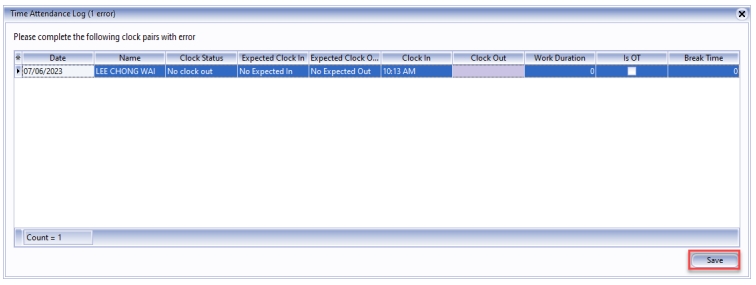 Time Attendance Log (1 error)
Please complete the following clock pairs with error
Date Name Clock Status Expected Clock In Expected Clock O... Clock In Clock Out Work Duration Is OT Break Time
07/06/2023 LEE CHONG WAI No clock out No Expected In No Expected Out 10:13 AM 0 0
Count = 1
Save